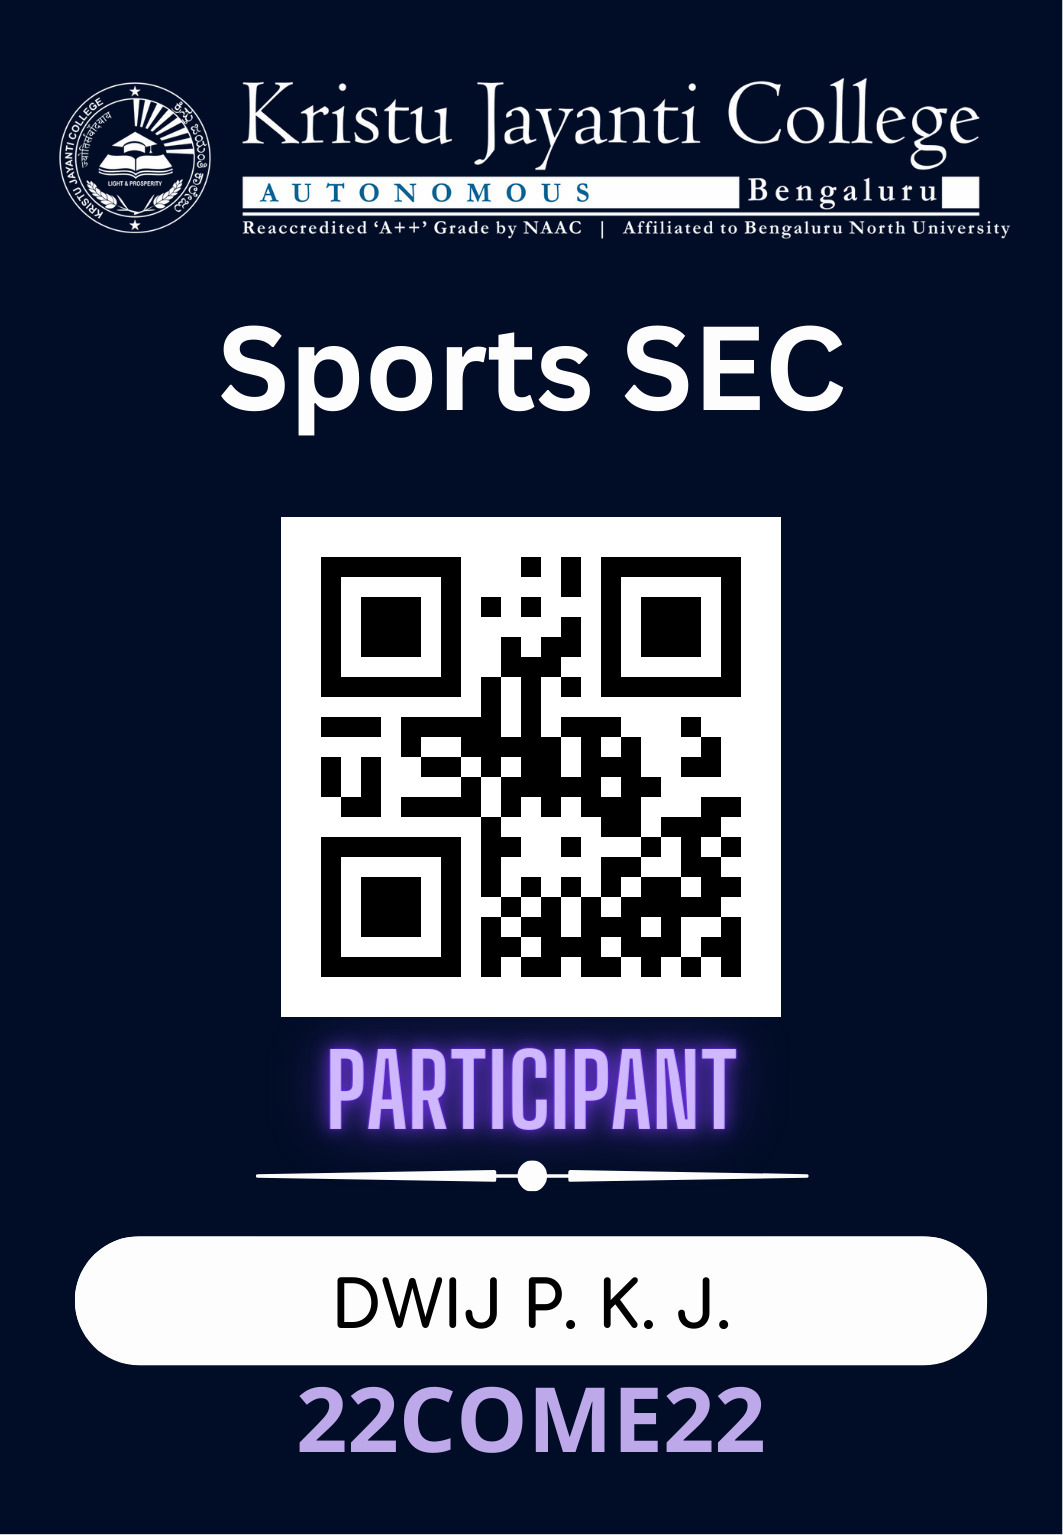 Kristu Jayanti College
AUTONOMOUS Bengaluru
Reaccredited ‘A++’ Grade by NAAC | Affiliated to Bengaluru North University
KRISTU JAYANTI COLLEGE
LIGHT & PROSPERITY
Sports SEC
PARTICIPANT
DWIJ P. K. J.
22COME22